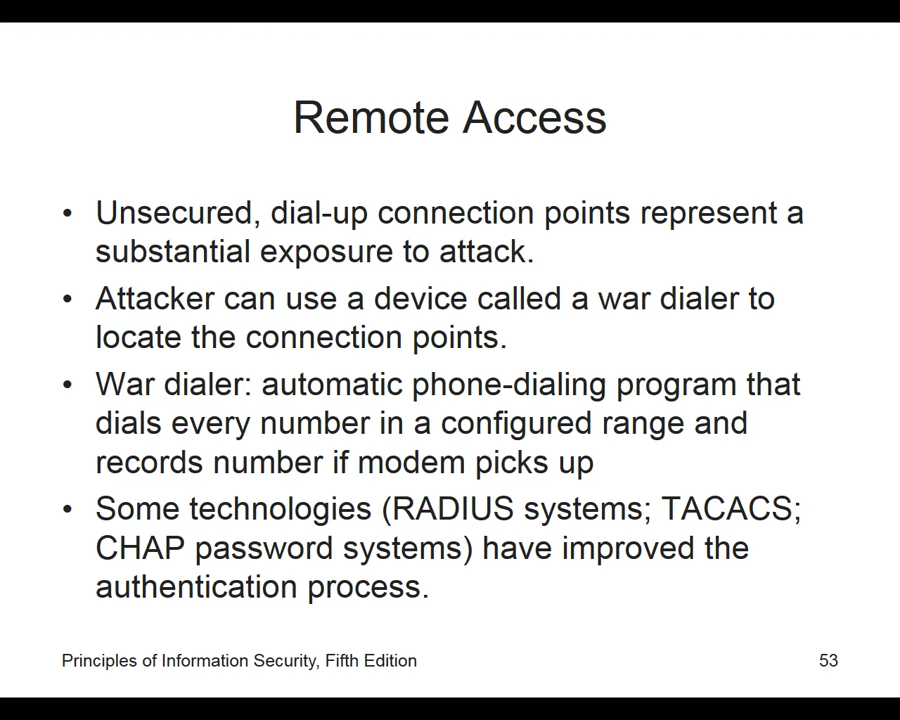 Remote Access
• Unsecured, dial-up connection points represent a
substantial exposure to attack.
• Attacker can use a device called a war dialer to
locate the connection points.
• War dialer: automatic phone-dialing program that
dials every number in a configured range and
records number if modem picks up
• Some technologies (RADIUS systems; TACACS;
CHAP password systems) have improved the
authentication process.
Principles of Information Security, Fifth Edition 53